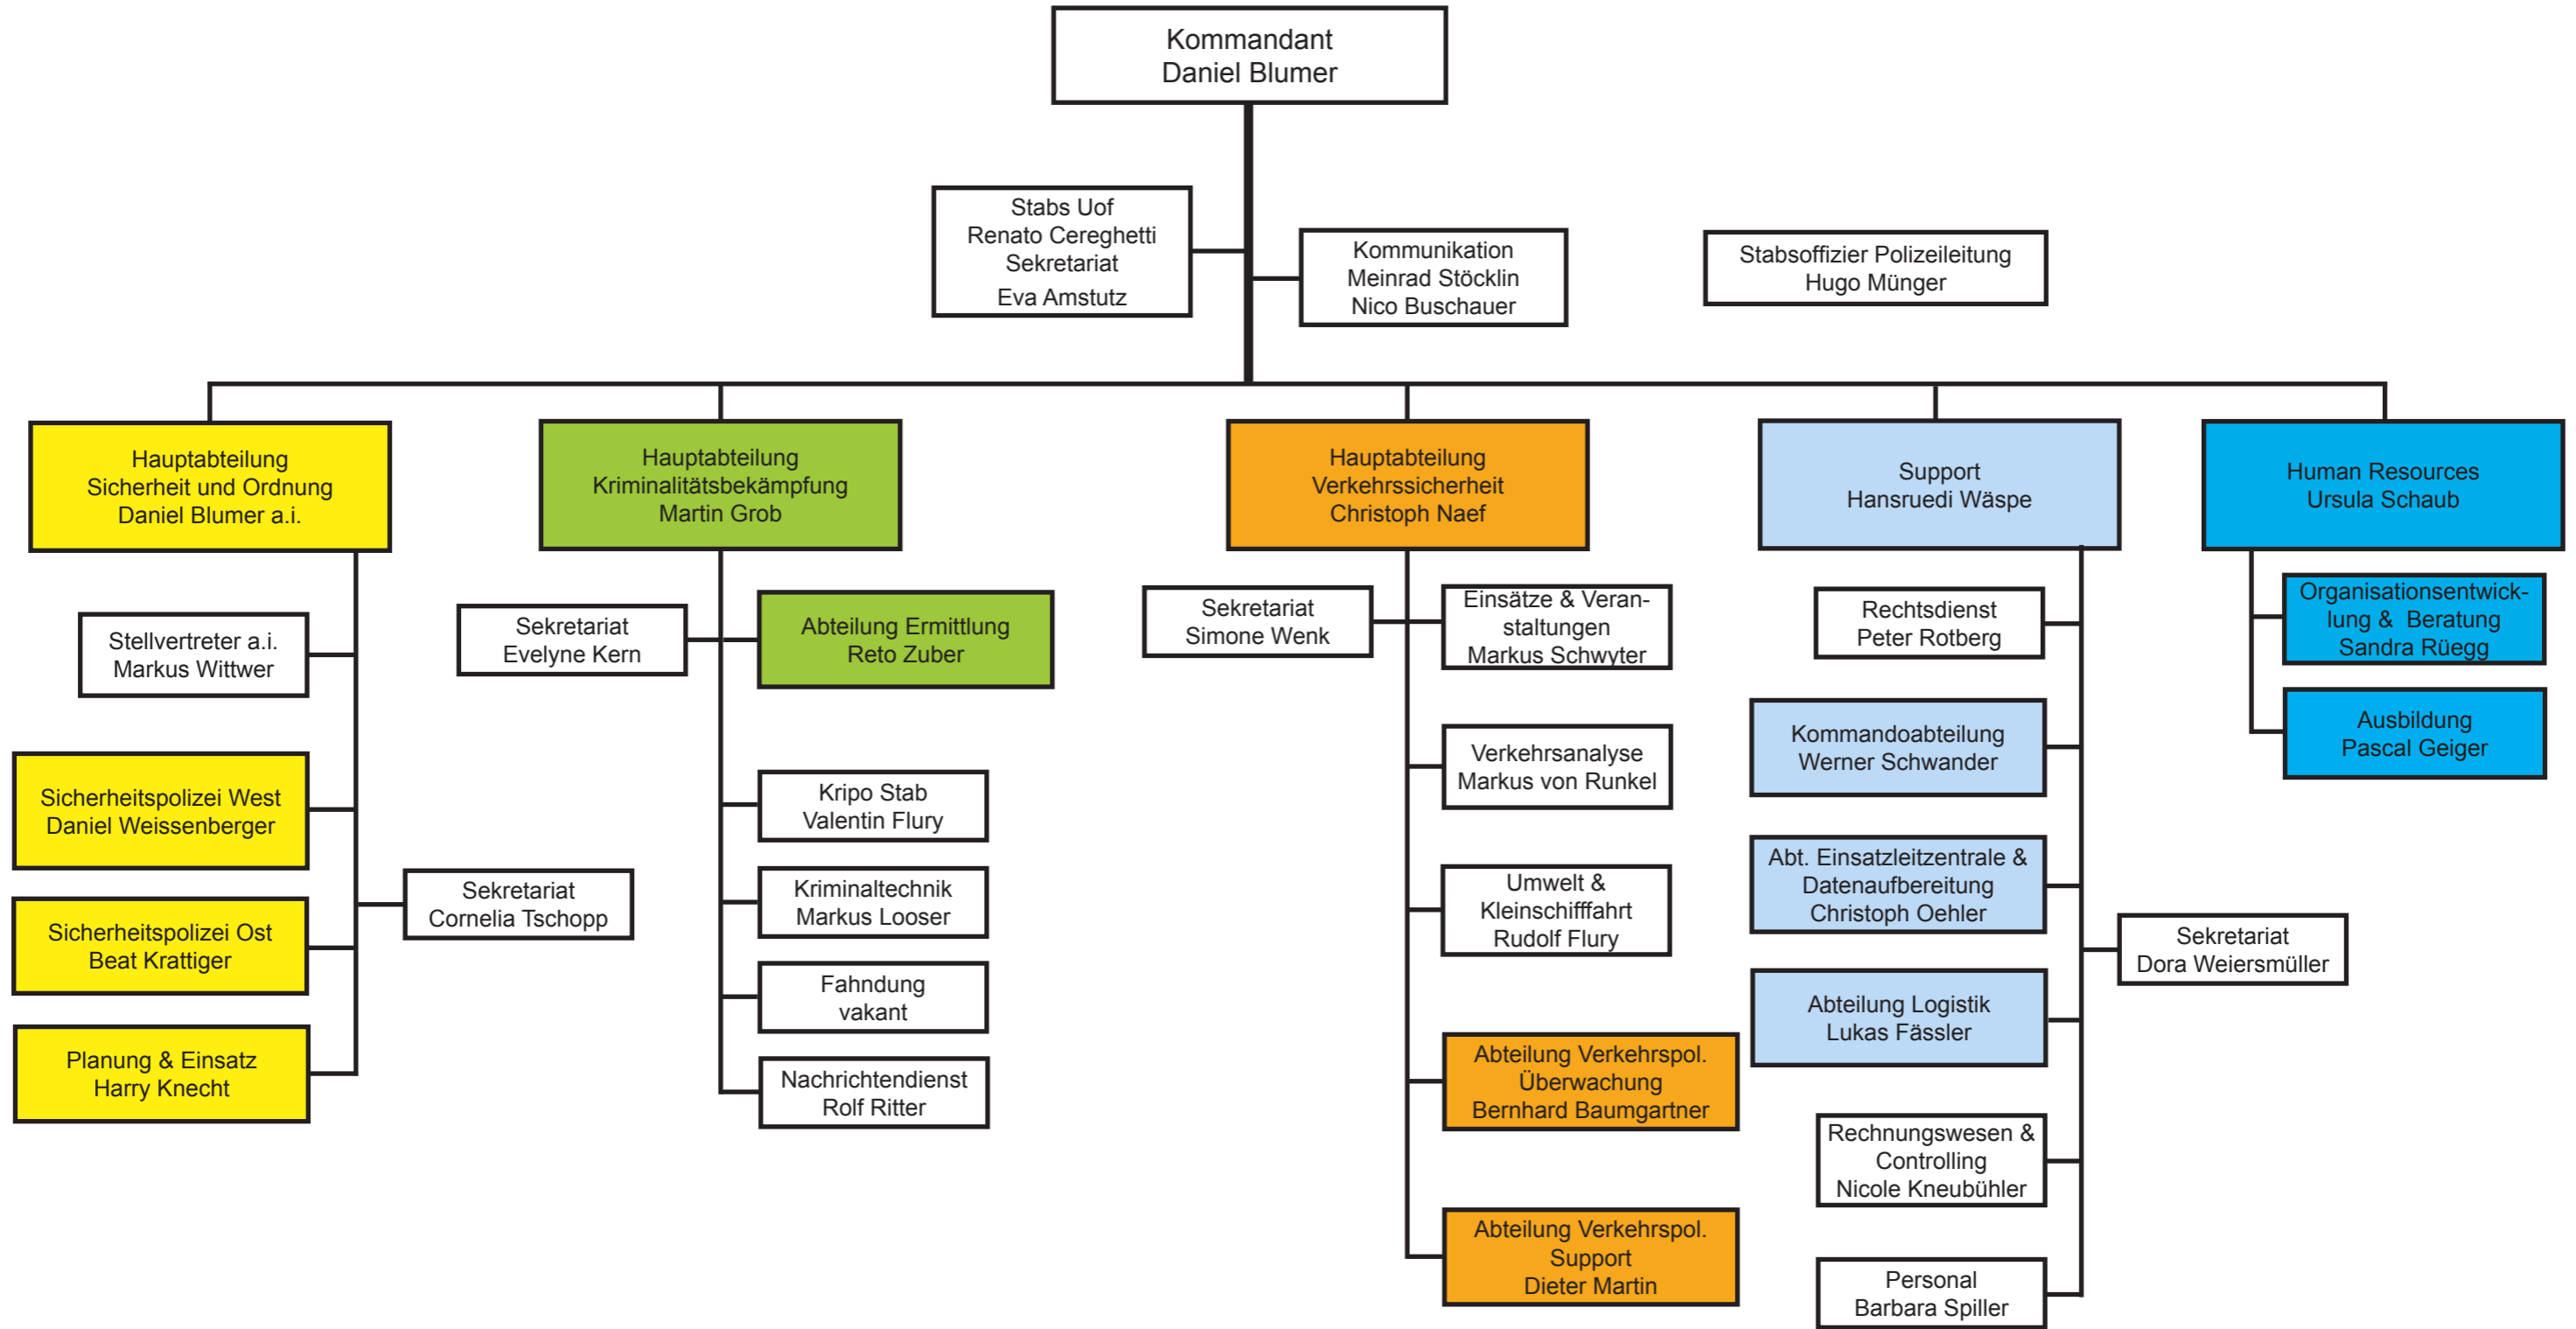 Kommandant
Daniel Blumer
Stabs Uof
Renato Cereghetti
Sekretariat
Eva Amstutz
Kommunikation
Meinrad Stöcklin
Nico Buschauer
Stabsoffizier Polizeileitung
Hugo Münger
Hauptabteilung
Sicherheit und Ordnung
Daniel Blumer a.i.
Stellvertreter a.i.
Markus Wittwer
Sicherheitspolizei West
Daniel Weissenberger
Sekretariat
Cornelia Tschopp
Sicherheitspolizei Ost
Beat Krattiger
Planung & Einsatz
Harry Knecht
Hauptabteilung
Kriminalitätsbekämpfung
Martin Grob
Sekretariat
Evelyne Kern
Abteilung Ermittlung
Reto Zuber
Kripo Stab
Valentin Flury
Kriminaltechnik
Markus Looser
Fahndung
vakant
Nachrichtendienst
Rolf Ritter
Hauptabteilung
Verkehrssicherheit
Christoph Naef
Sekretariat
Simone Wenk
Einsätze & Veran-
staltungen
Markus Schwyter
Verkehrsanalyse
Markus von Runkel
Umwelt &
Kleinschifffahrt
Rudolf Flury
Abteilung Verkehrspol.
Überwachung
Bernhard Baumgartner
Abteilung Verkehrspol.
Support
Dieter Martin
Support
Hansruedi Wäspe
Rechtsdienst
Peter Rotberg
Kommandoabteilung
Werner Schwander
Abt. Einsatzleitzentrale &
Datenaufbereitung
Christoph Oehler
Sekretariat
Dora Weiersmüller
Abteilung Logistik
Lukas Fässler
Rechnungswesen &
Controlling
Nicole Kneubühler
Personal
Barbara Spiller
Human Resources
Ursula Schaub
Organisationsentwick-
lung &  Beratung
Sandra Rüegg
Ausbildung
Pascal Geiger